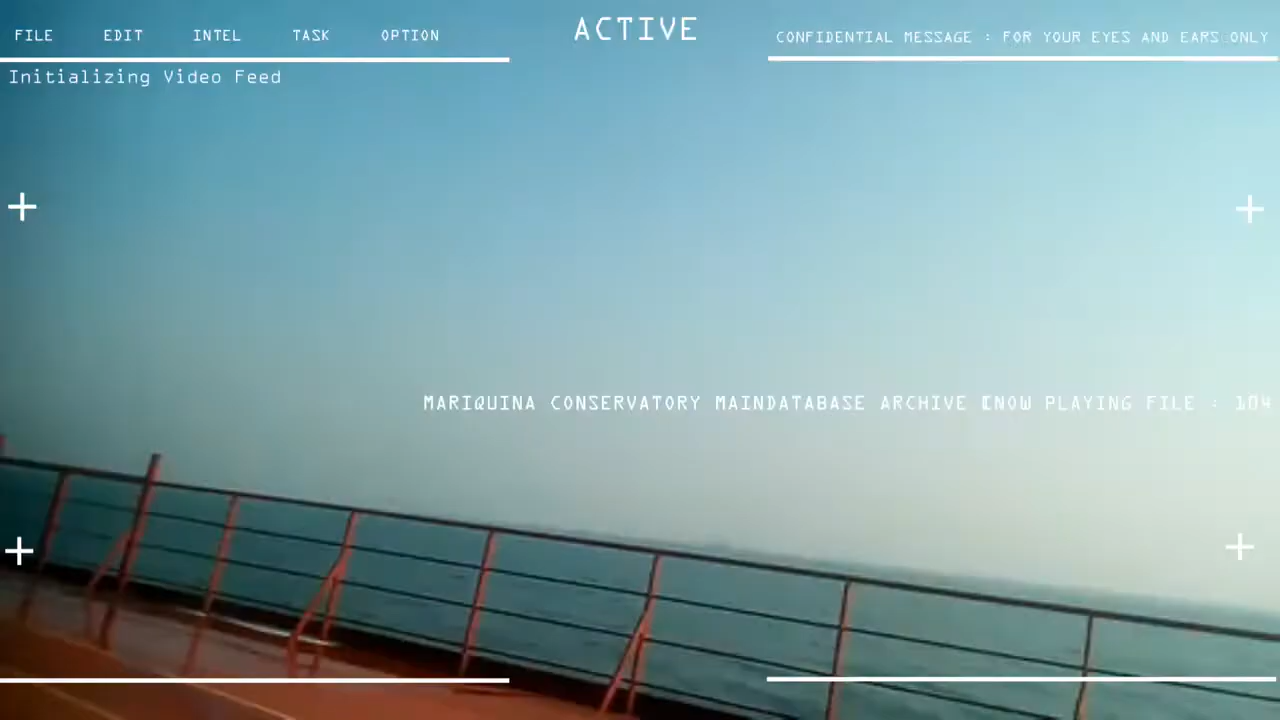 FILE EDIT INTEL TASK OPTION
ACTIVE
CONFIDENTIAL MESSAGE : FOR YOUR EYES AND EARS ONLY
Initializing Video Feed
MARIQUINA CONSERVATORY MAINDATABASE ARCHIVE [NOW PLAYING FILE : 104